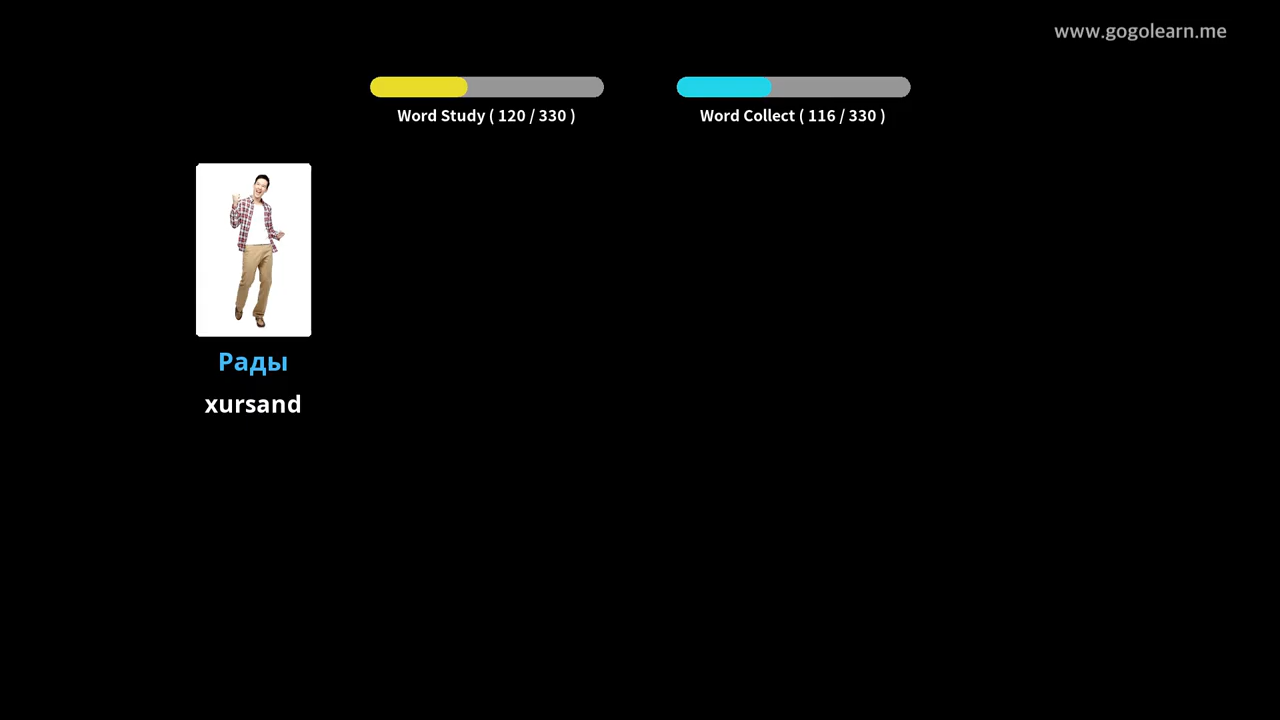 www.gogolearn.me
Word Study ( 120 / 330 )
Word Collect ( 116 / 330 )
Рады
xursand